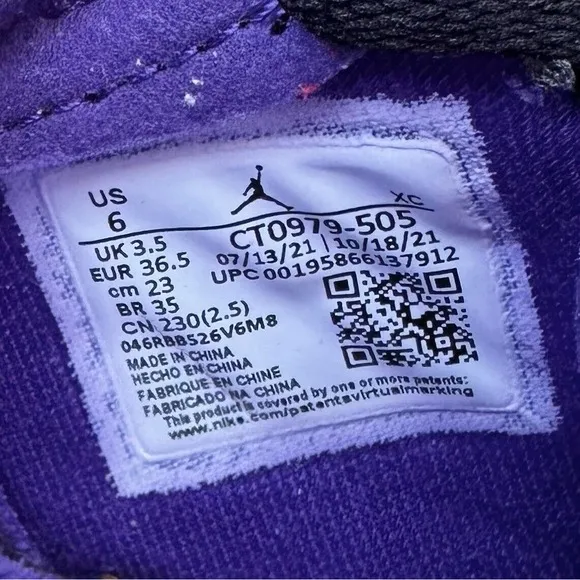 US
6
XC
UK 3.5
EUR 36.5
cm 23
BR 35
CN 230(2.5)
046RBB526V6M8
CT0979-505
07/13/21 | 10/18/21
UPC 00195866137912
MADE IN CHINA
HECHO EN CHINA
FABRIQUE EN CHINE
FABRICADO NA CHINA
This product is covered by one or more patents:
www.nike.com/patentsvirtualmarking